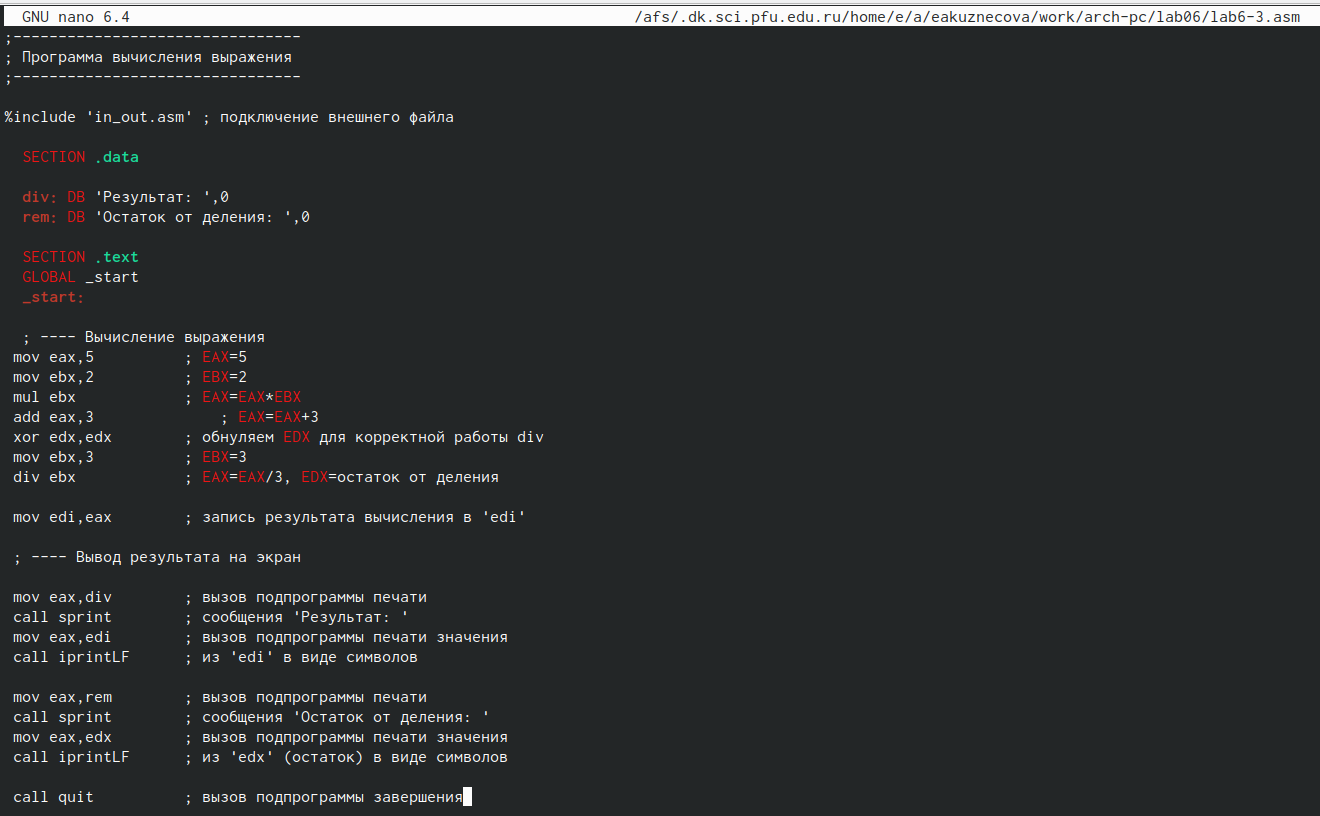 GNU nano 6.4 /afs/.dk.sci.pfu.edu.ru/home/e/a/eakuznecova/work/arch-pc/lab06/lab6-3.asm
;--------------------------------
; Программа вычисления выражения
;--------------------------------
%include 'in_out.asm' ; подключение внешнего файла
SECTION .data
div: DB 'Результат: ',0
rem: DB 'Остаток от деления: ',0
SECTION .text
GLOBAL _start
_start:
; ---- Вычисление выражения
mov eax,5 ; EAX=5
mov ebx,2 ; EBX=2
mul ebx ; EAX=EAX*EBX
add eax,3 ; EAX=EAX+3
xor edx,edx ; обнуляем EDX для корректной работы div
mov ebx,3 ; EBX=3
div ebx ; EAX=EAX/3, EDX=остаток от деления
mov edi,eax ; запись результата вычисления в 'edi'
; ---- Вывод результата на экран
mov eax,div ; вызов подпрограммы печати
call sprint ; сообщения 'Результат: '
mov eax,edi ; вызов подпрограммы печати значения
call iprintLF ; из 'edi' в виде символов
mov eax,rem ; вызов подпрограммы печати
call sprint ; сообщения 'Остаток от деления: '
mov eax,edx ; вызов подпрограммы печати значения
call iprintLF ; из 'edx' (остаток) в виде символов
call quit ; вызов подпрограммы завершения